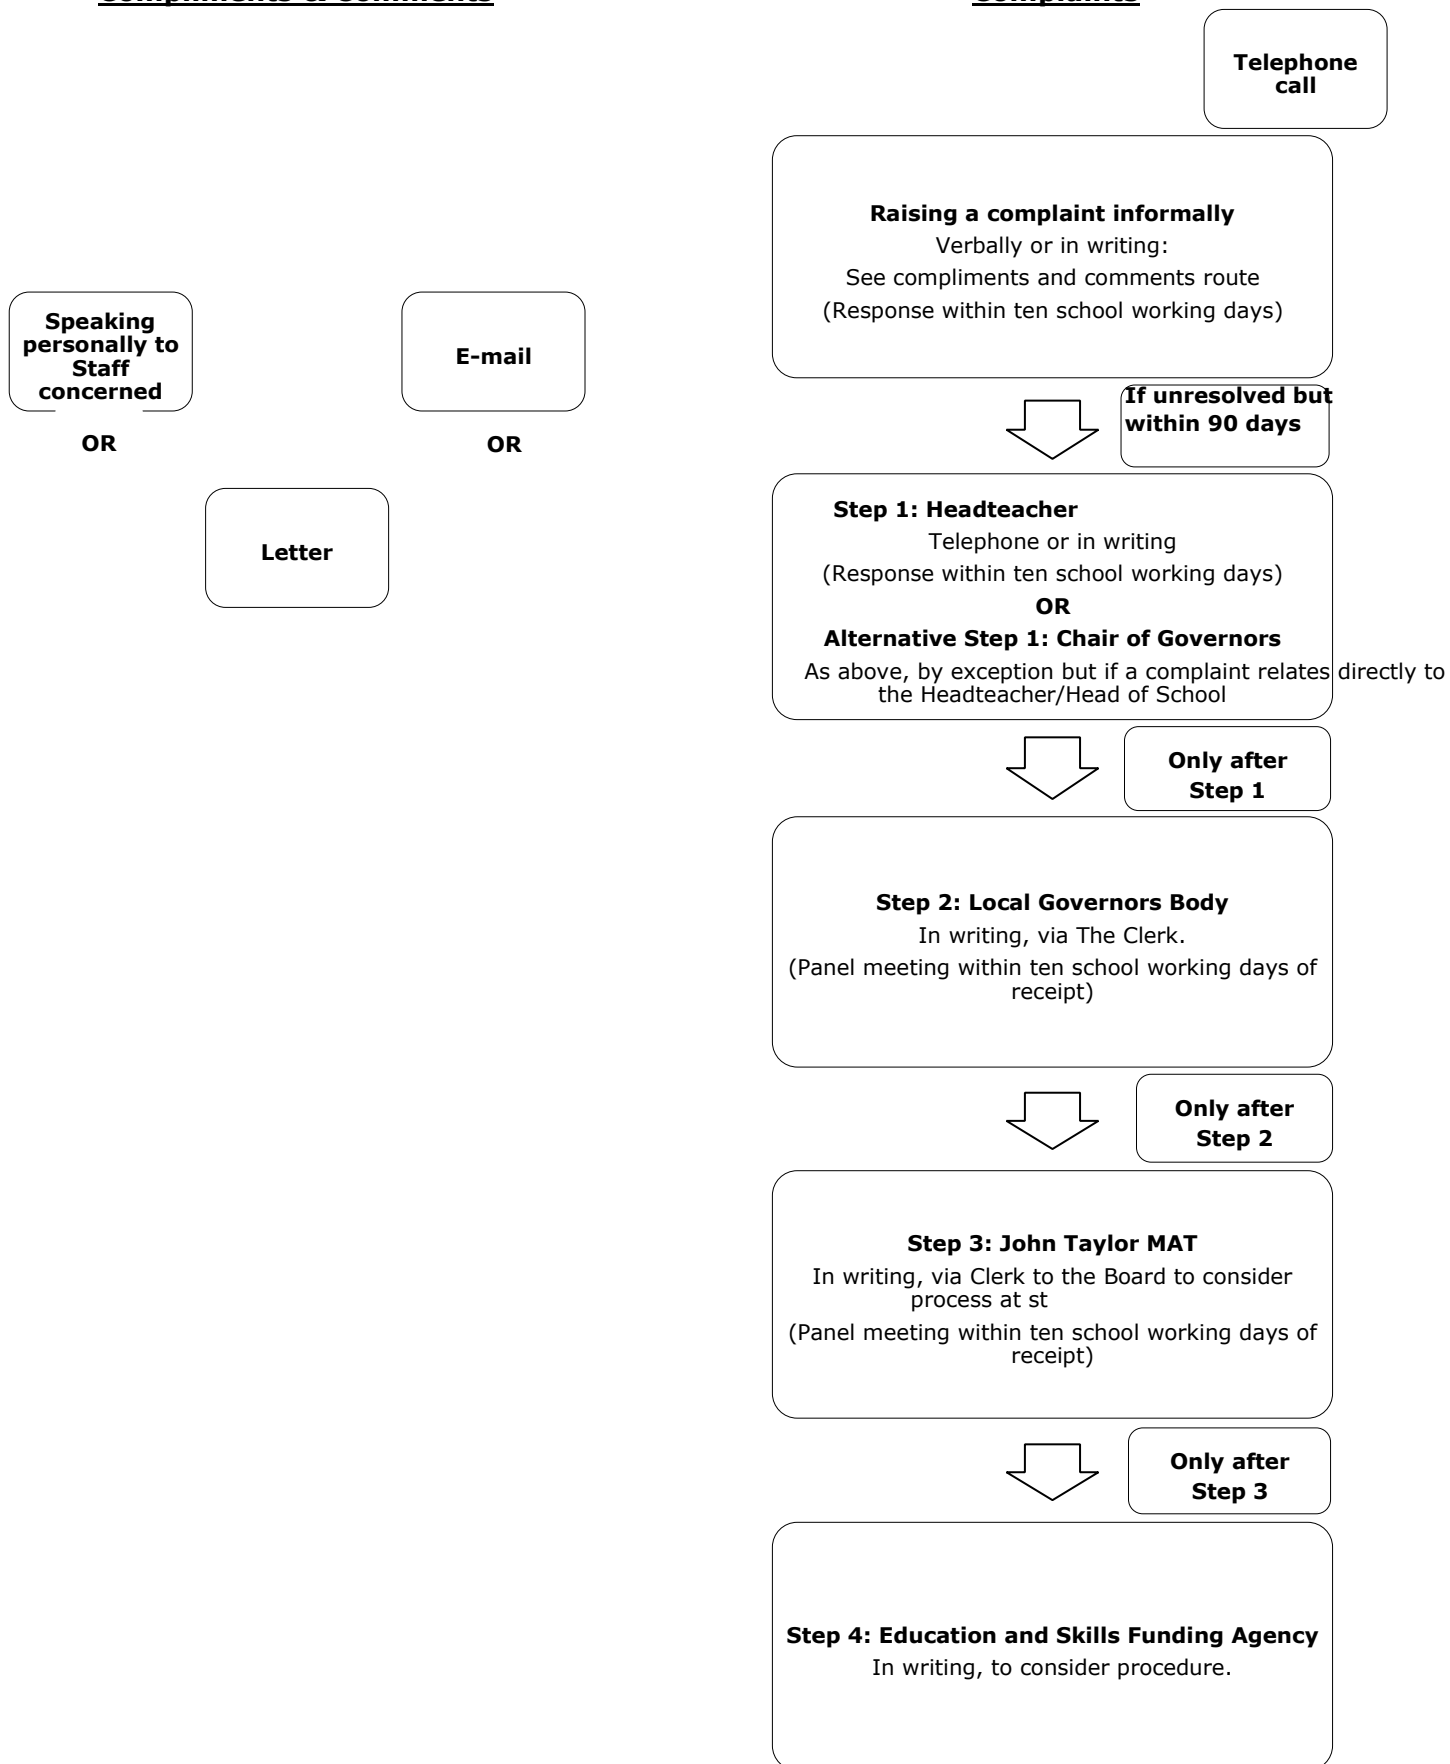 Compliments & Comments
Complaints
Telephone
call
Raising a complaint informally
Verbally or in writing:
See compliments and comments route
(Response within ten school working days)
Speaking
personally to
Staff
concerned
E-mail
OR
OR
Letter
If unresolved but
within 90 days
Step 1: Headteacher
Telephone or in writing
(Response within ten school working days)
OR
Alternative Step 1: Chair of Governors
As above, by exception but if a complaint relates directly to
the Headteacher/Head of School
Only after
Step 1
Step 2: Local Governors Body
In writing, via The Clerk.
(Panel meeting within ten school working days of
receipt)
Only after
Step 2
Step 3: John Taylor MAT
In writing, via Clerk to the Board to consider
process at st
(Panel meeting within ten school working days of
receipt)
Only after
Step 3
Step 4: Education and Skills Funding Agency
In writing, to consider procedure.